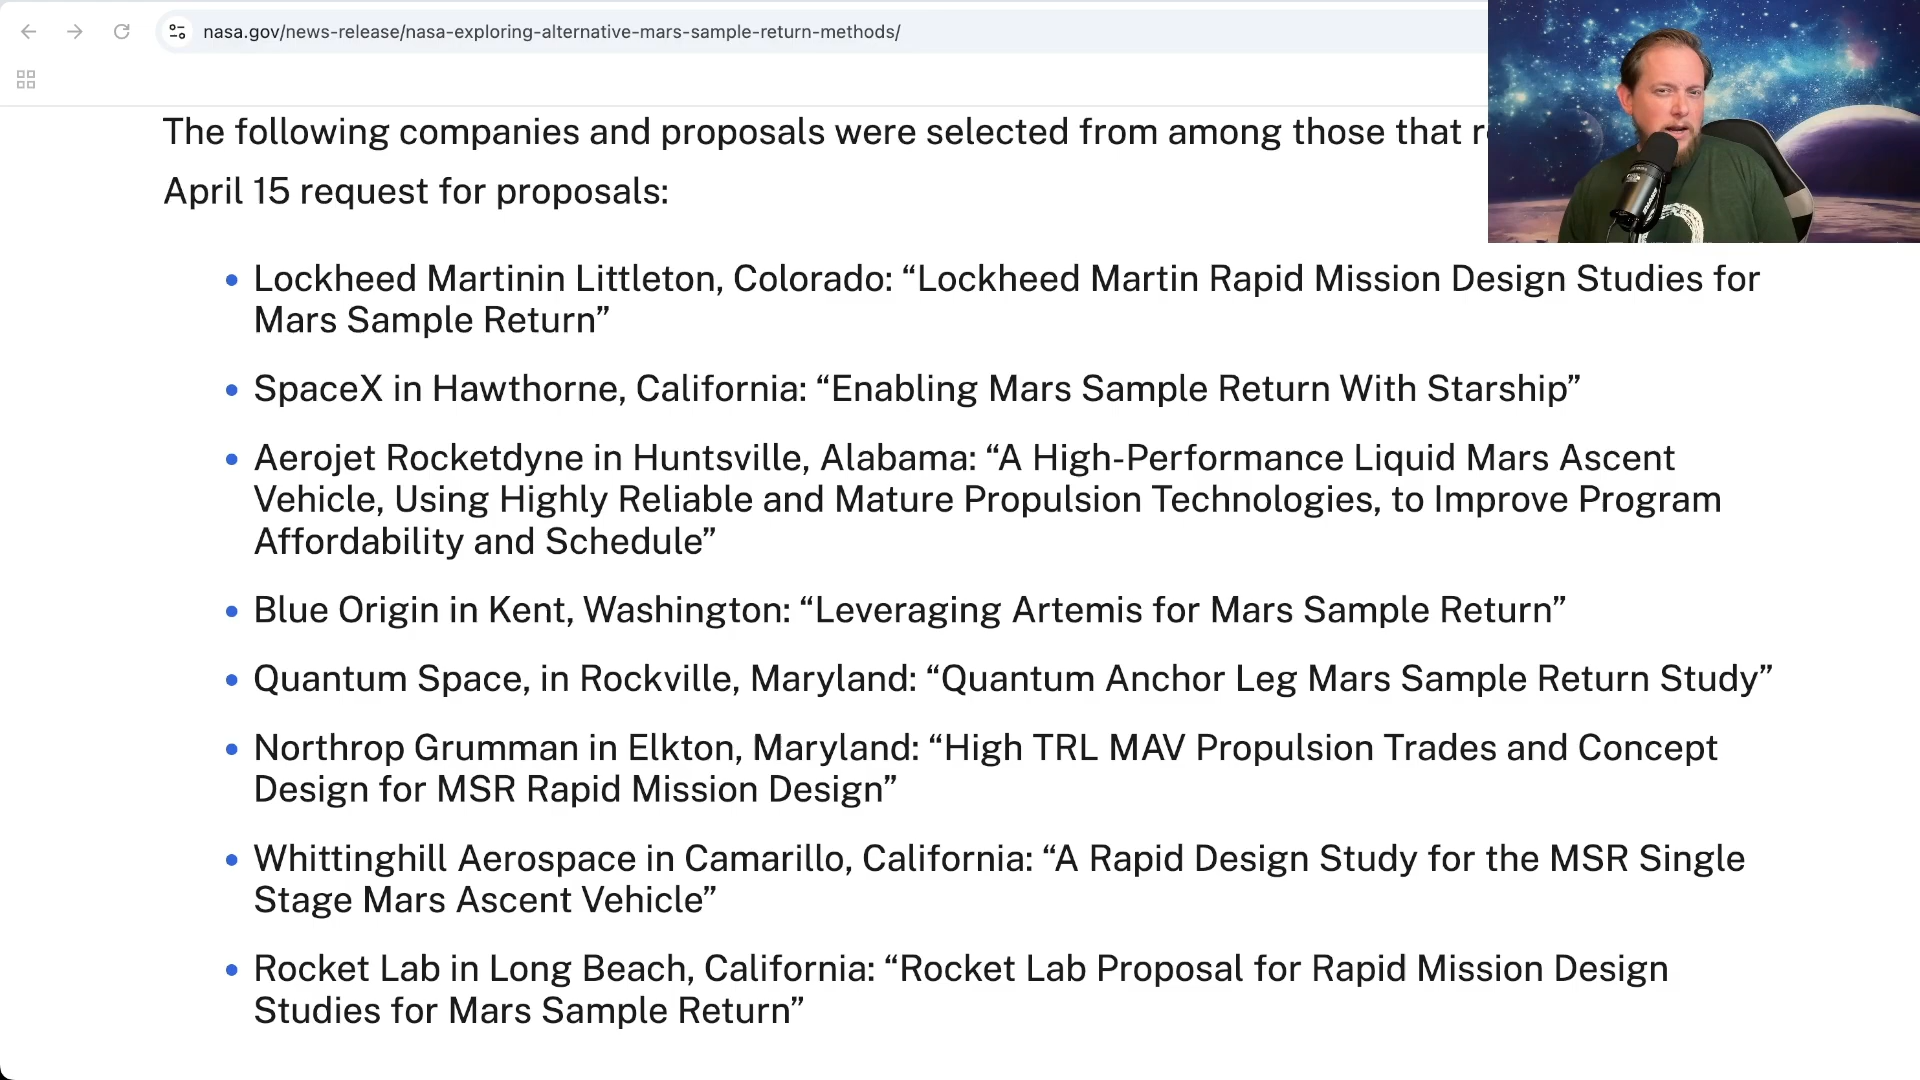 nasa.gov/news-release/nasa-exploring-alternative-mars-sample-return-methods/
The following companies and proposals were selected from among those that
April 15 request for proposals:
• Lockheed Martinin Littleton, Colorado: “Lockheed Martin Rapid Mission Design Studies for
Mars Sample Return”
• SpaceX in Hawthorne, California: “Enabling Mars Sample Return With Starship”
• Aerojet Rocketdyne in Huntsville, Alabama: “A High-Performance Liquid Mars Ascent
Vehicle, Using Highly Reliable and Mature Propulsion Technologies, to Improve Program
Affordability and Schedule”
• Blue Origin in Kent, Washington: “Leveraging Artemis for Mars Sample Return”
• Quantum Space, in Rockville, Maryland: “Quantum Anchor Leg Mars Sample Return Study”
• Northrop Grumman in Elkton, Maryland: “High TRL MAV Propulsion Trades and Concept
Design for MSR Rapid Mission Design”
• Whittinghill Aerospace in Camarillo, California: “A Rapid Design Study for the MSR Single
Stage Mars Ascent Vehicle”
• Rocket Lab in Long Beach, California: “Rocket Lab Proposal for Rapid Mission Design
Studies for Mars Sample Return”